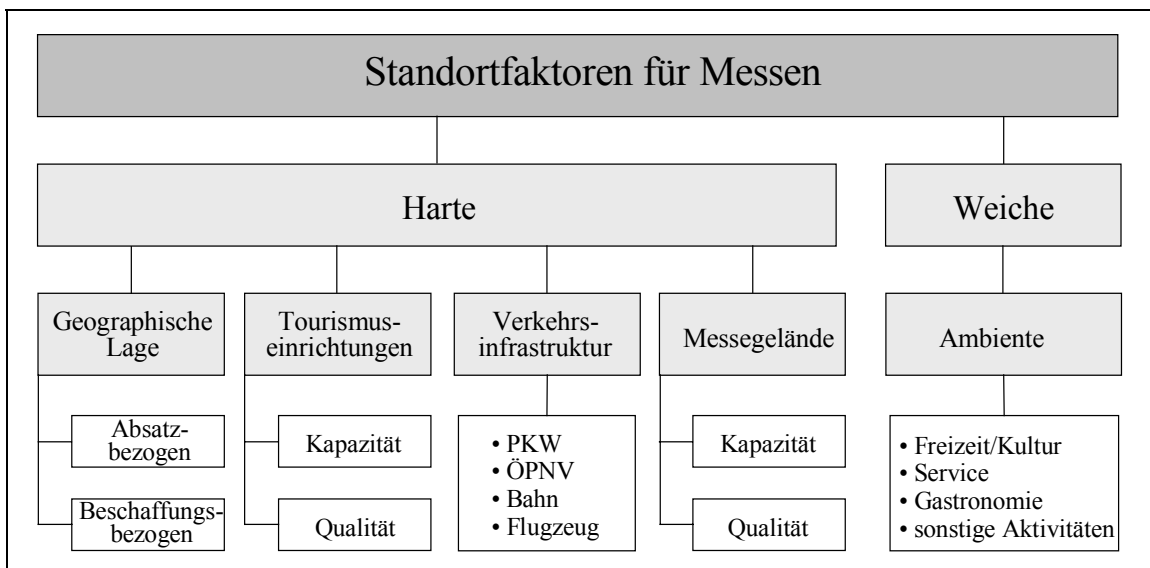 Standortfaktoren für Messen
Harte
Weiche
Geographische
Lage
Tourismus-
einrichtungen
Verkehrs-
infrastruktur
Messegelände
Ambiente
Absatz-
bezogen
Beschaffungs-
bezogen
Kapazität
Qualität
• PKW
• ÖPNV
• Bahn
• Flugzeug
Kapazität
Qualität
• Freizeit/Kultur
• Service
• Gastronomie
• sonstige Aktivitäten